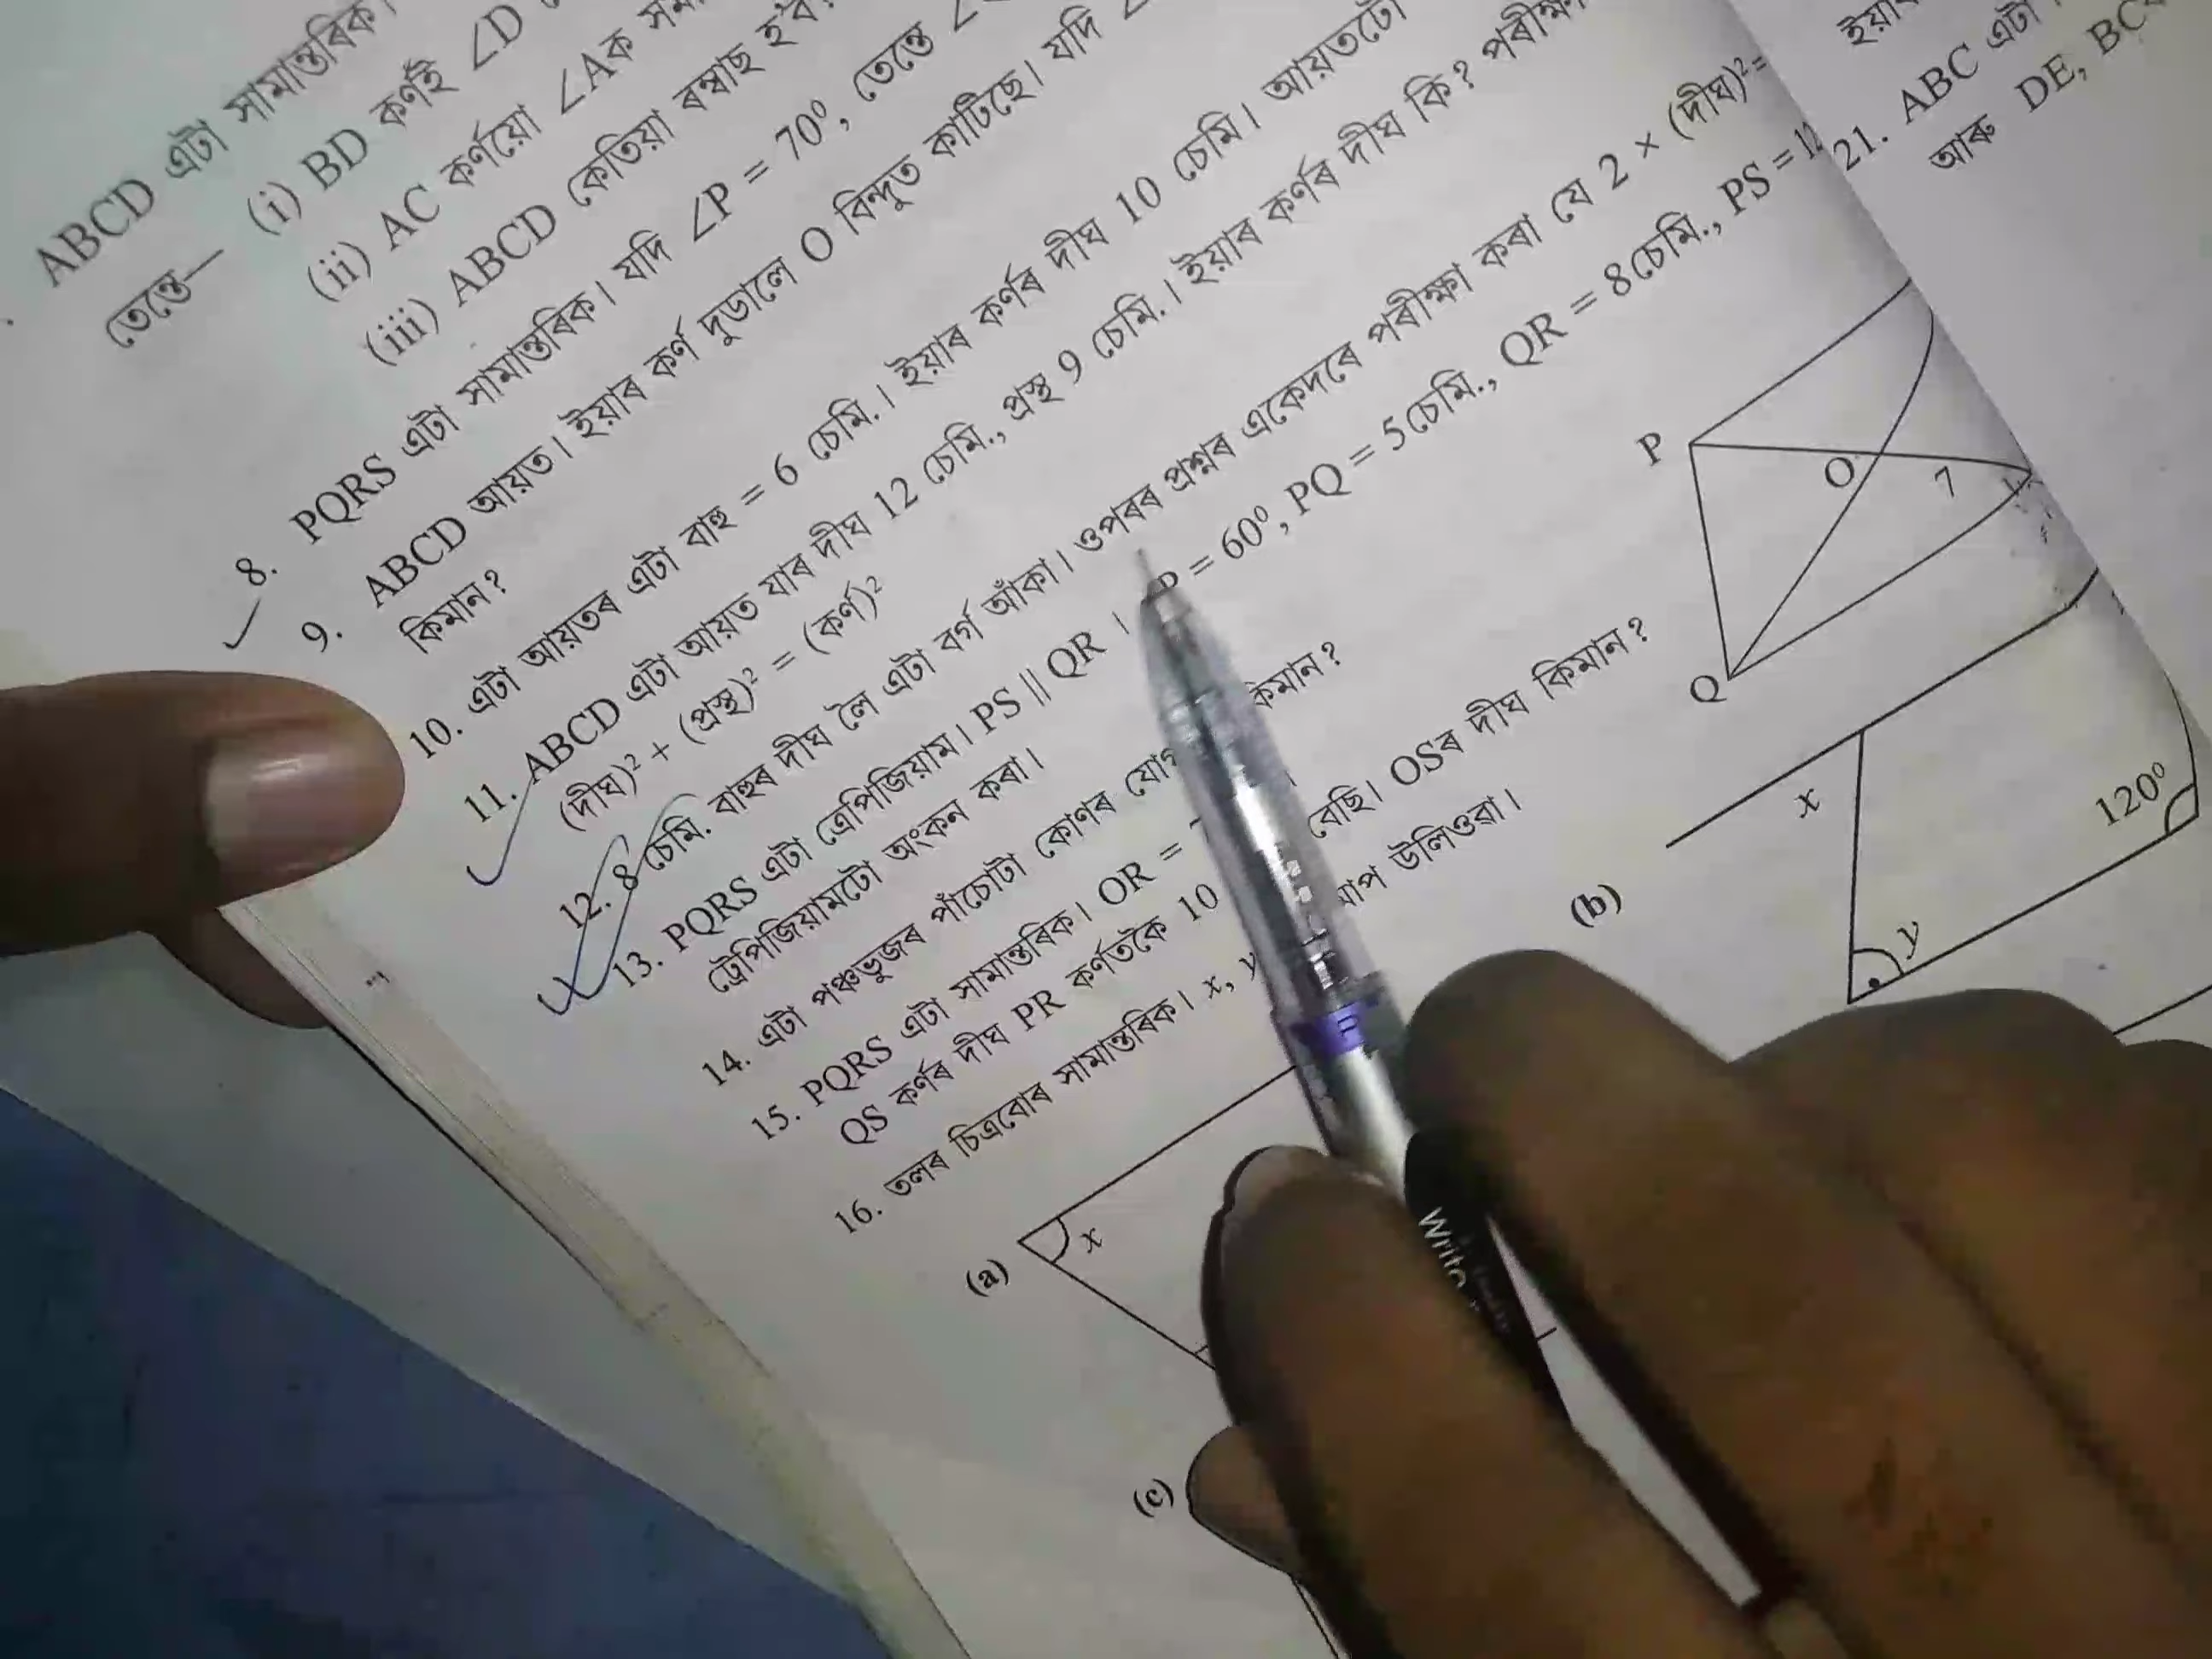 ABCD এটা সামান্তৰিক।
তেন্তে— (i) BD কৰ্ণই ∠D
(ii) AC কৰ্ণয়ো ∠Aক
(iii) ABCD কেতিয়া ৰম্বাছ হ'ব?
8. PQRS এটা সামান্তৰিক। যদি ∠P = 70⁰, তেন্তে
9. ABCD আয়ত। ইয়াৰ কৰ্ণ দুডালে O বিন্দুত কাটিছে। যদি
কিমান?
10. এটা আয়তৰ এটা বাহু = 6 চেমি.। ইয়াৰ কৰ্ণৰ দীঘ 10 চেমি। আয়তটো
11. ABCD এটা আয়ত যাৰ দীঘ 12 চেমি., প্ৰস্থ 9 চেমি.। ইয়াৰ কৰ্ণৰ দীঘ কি? পৰীক্ষা
(দীঘ)² + (প্ৰস্থ)² = (কৰ্ণ)²
12. 8 চেমি. বাহুৰ দীঘ লৈ এটা বৰ্গ আঁকা। ওপৰৰ প্ৰশ্নৰ একেদৰে পৰীক্ষা কৰা যে 2 × (দীঘ)² =
13. PQRS এটা ত্ৰেপিজিয়াম। PS || QR । = 60⁰, PQ = 5চেমি., QR = 8চেমি., PS = 12
ট্ৰেপিজিয়ামটো অংকন কৰা।
14. এটা পঞ্চভুজৰ পাঁচোটা কোণৰ কিমান?
15. PQRS এটা সামান্তৰিক। OR =
QS কৰ্ণৰ দীঘ PR কৰ্ণতকৈ 10 বেছি। OSৰ দীঘ কিমান?
16. তলৰ চিত্ৰবোৰ সামান্তৰিক। x, y মাপ উলিওৱা।
(a) x
(b) x y 120⁰
(c)
P O 7 Q
21. ABC এটা
আৰু DE,